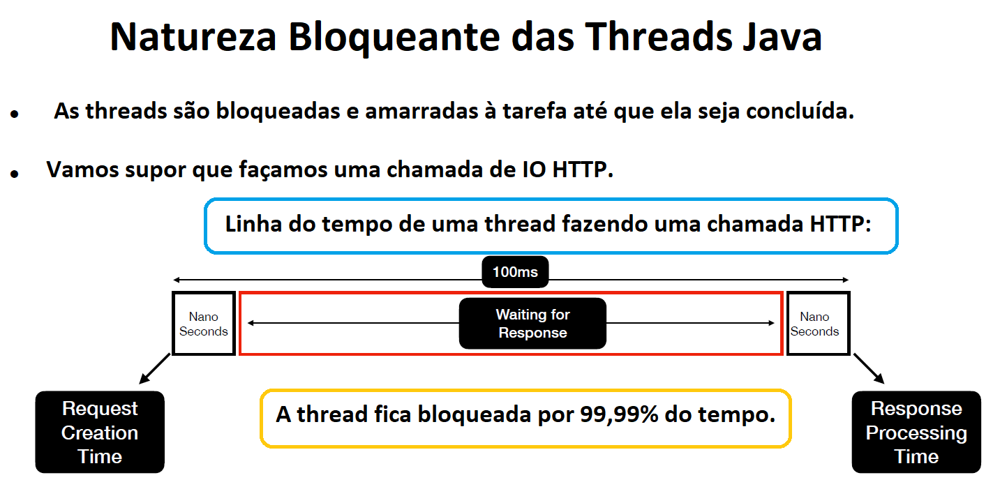 Natureza Bloqueante das Threads Java
• As threads são bloqueadas e amarradas à tarefa até que ela seja concluída.
• Vamos supor que façamos uma chamada de IO HTTP.
Linha do tempo de uma thread fazendo uma chamada HTTP:
100ms
Nano
Seconds
Waiting for
Response
Nano
Seconds
Request
Creation
Time
A thread fica bloqueada por 99,99% do tempo.
Response
Processing
Time